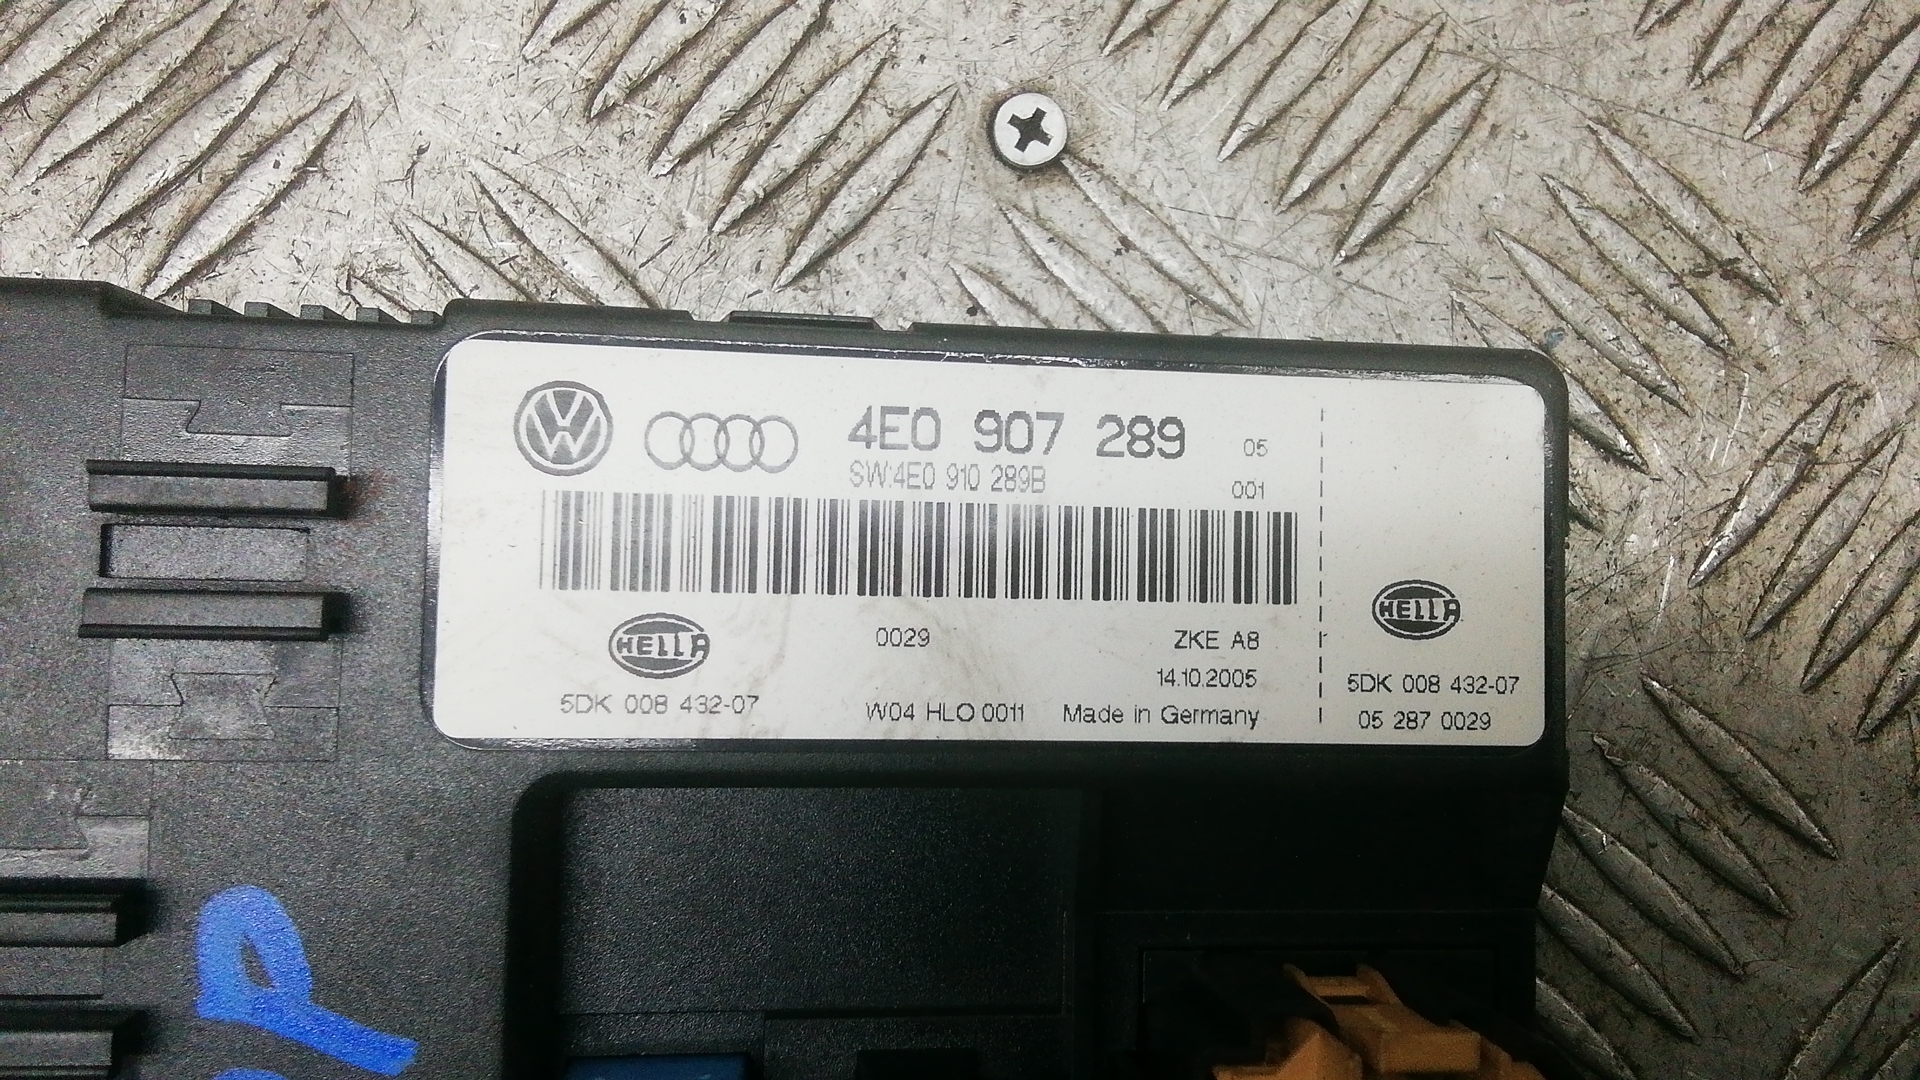 4E0 907 289 05
SW:4E0 910 289B 001
HELLA 0029 ZKE A8
14.10.2005
5DK 008 432-07 W04 HLO 0011 Made in Germany
HELLA
5DK 008 432-07
05 287 0029